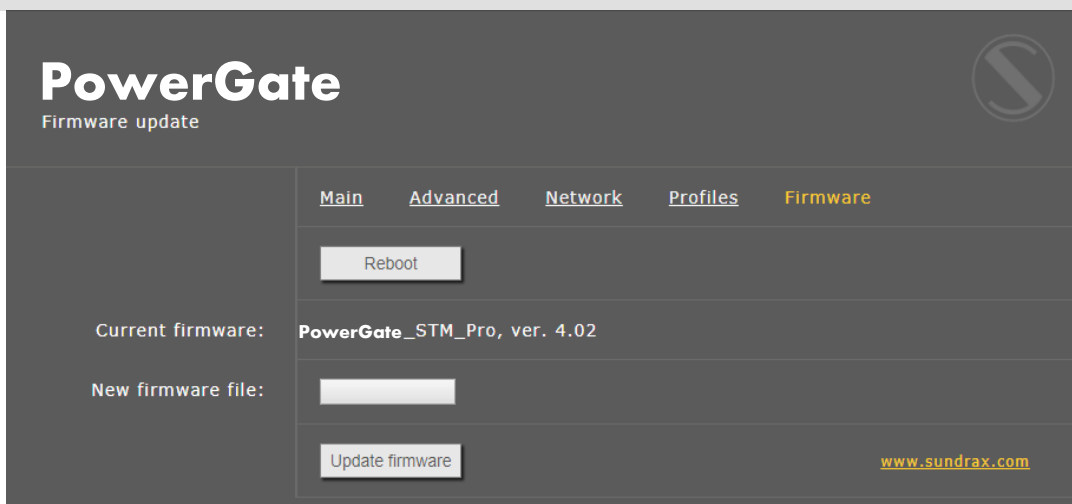 PowerGate
Firmware update
Main Advanced Network Profiles Firmware
Reboot
Current firmware: PowerGate_STM_Pro, ver. 4.02
New firmware file:
Update firmware www.sundrax.com